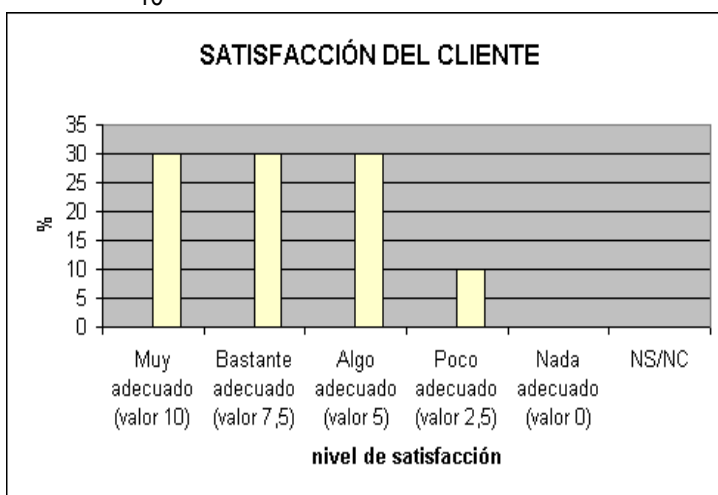 10
SATISFACCIÓN DEL CLIENTE
35
30
25
20
15
10
5
0
%
Muy adecuado (valor 10)
Bastante adecuado (valor 7,5)
Algo adecuado (valor 5)
Poco adecuado (valor 2,5)
Nada adecuado (valor 0)
NS/NC
nivel de satisfacción